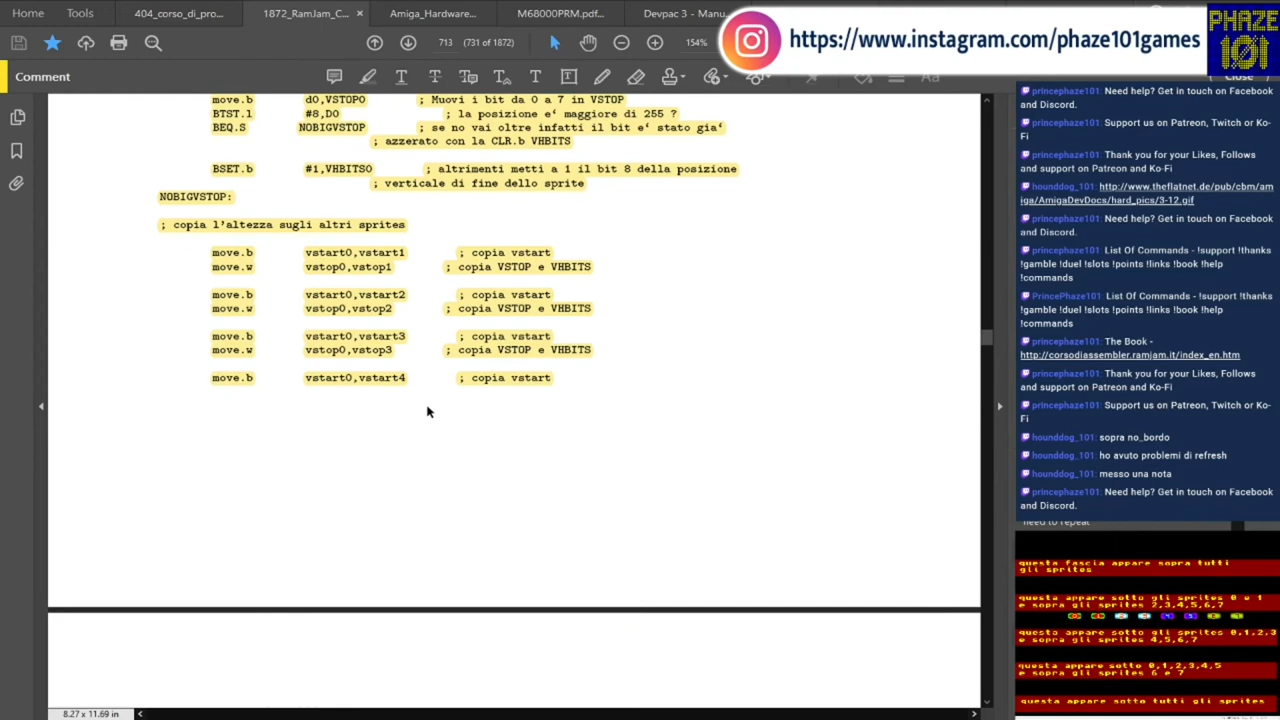 Home Tools 404_corso_di_pro... 1872_RamJam_C... × Amiga_Hardware... M68000PRM.pdf... Devpac 3 - Manu...
https://www.instagram.com/phaze101games
PHAZE 101
713 (731 of 1872) 154%
Comment
Close
move.b d0,VSTOP0 ; Muovi i bit da 0 a 7 in VSTOP
BTST.l #8,D0 ; la posizione e' maggiore di 255 ?
BEQ.S NOBIGVSTOP ; se no vai oltre infatti il bit e' stato gia'
; azzerato con la CLR.b VHBITS
BSET.b #1,VHBITS0 ; altrimenti metti a 1 il bit 8 della posizione
; verticale di fine dello sprite
NOBIGVSTOP:
; copia l'altezza sugli altri sprites
move.b vstart0,vstart1 ; copia vstart
move.w vstop0,vstop1 ; copia VSTOP e VHBITS
move.b vstart0,vstart2 ; copia vstart
move.w vstop0,vstop2 ; copia VSTOP e VHBITS
move.b vstart0,vstart3 ; copia vstart
move.w vstop0,vstop3 ; copia VSTOP e VHBITS
move.b vstart0,vstart4 ; copia vstart
8.27 x 11.69 in
princephaze101: Need help? Get in touch on Facebook
and Discord.
princephaze101: Support us on Patreon, Twitch or Ko-
Fi
princephaze101: Thank you for your Likes, Follows
and support on Patreon and Ko-Fi
hounddog_101: http://www.theflatnet.de/pub/cbm/am
iga/AmigaDevDocs/hard_pics/3-12.gif
princephaze101: Need help? Get in touch on Facebook
and Discord.
princephaze101: List Of Commands - !support !thanks
!gamble !duel !slots !points !links !book !help
!commands
PrincePhaze101: List Of Commands - !support !thanks
!gamble !duel !slots !points !links !book !help
!commands
princephaze101: The Book -
http://corsodiassembler.ramjam.it/index_en.htm
princephaze101: Thank you for your Likes, Follows
and support on Patreon and Ko-Fi
princephaze101: Support us on Patreon, Twitch or Ko-
Fi
hounddog_101: sopra no_bordo
hounddog_101: ho avuto problemi di refresh
hounddog_101: messo una nota
princephaze101: Need help? Get in touch on Facebook
and Discord.
need to repeat
questa fascia appare sopra tutti
gli sprites
questa appare sotto gli sprites 0 e 1
e sopra gli sprites 2,3,4,5,6,7
questa appare sotto gli sprites 0,1,2,3
e sopra gli sprites 4,5,6,7
questa appare sotto 0,1,2,3,4,5
e sopra gli sprites 6 e 7
questa appare sotto tutti gli sprites